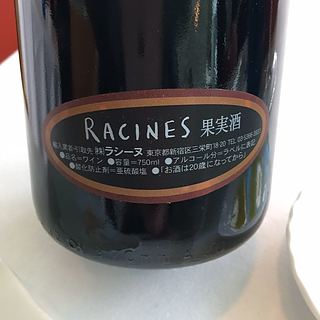 RACINES 果実酒
輸入業者・引取先 ㈱ラシーヌ 東京都新宿区三栄町18-20 TEL
●品名=ワイン ●容量=750ml ●アルコール分=ラベルに表記
●酸化防止剤=亜硫酸塩 ●「お酒は20歳になってから」